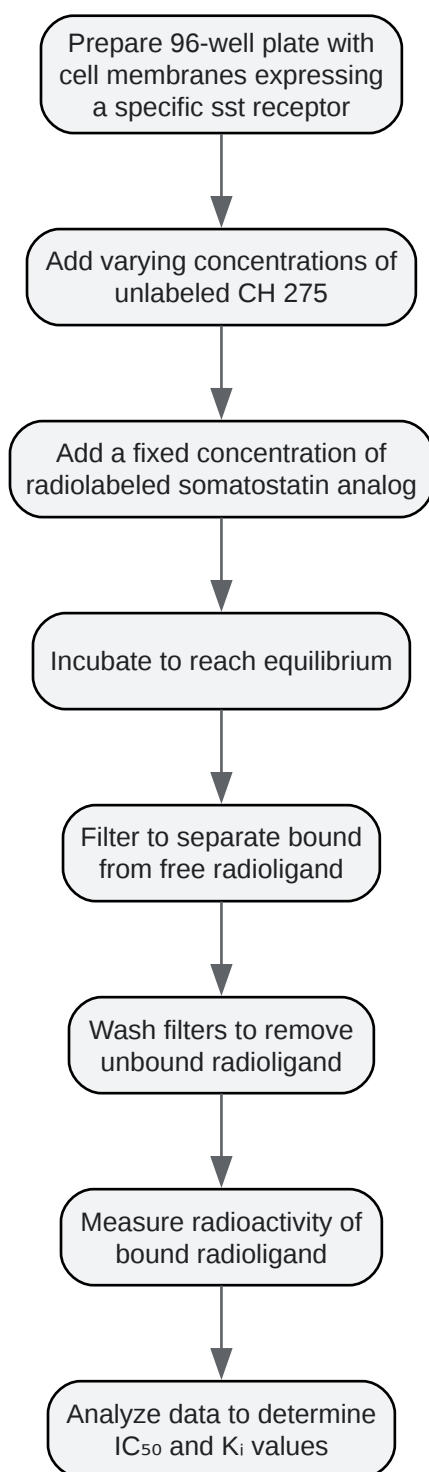 Prepare 96-well plate with
cell membranes expressing
a specific sst receptor
Add varying concentrations of
unlabeled CH 275
Add a fixed concentration of
radiolabeled somatostatin analog
Incubate to reach equilibrium
Filter to separate bound
from free radioligand
Wash filters to remove
unbound radioligand
Measure radioactivity of
bound radioligand
Analyze data to determine
IC₅₀ and Kᵢ values